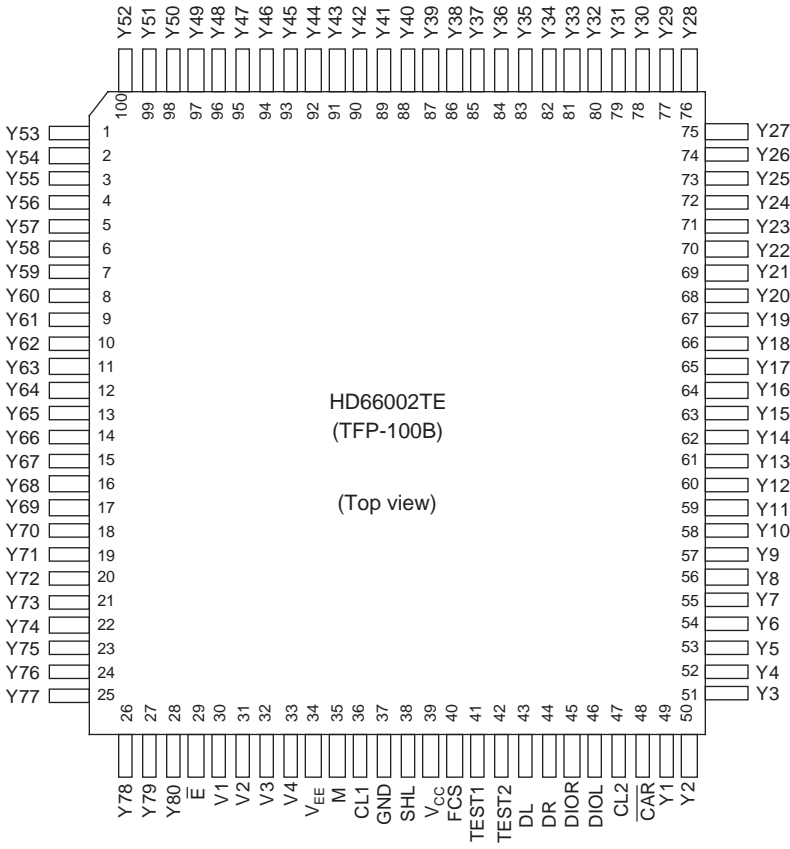 Y52 Y51 Y50 Y49 Y48 Y47 Y46 Y45 Y44 Y43 Y42 Y41 Y40 Y39 Y38 Y37 Y36 Y35 Y34 Y33 Y32 Y31 Y30 Y29 Y28
100 99 98 97 96 95 94 93 92 91 90 89 88 87 86 85 84 83 82 81 80 79 78 77 76
Y53 1 75 Y27
Y54 2 74 Y26
Y55 3 73 Y25
Y56 4 72 Y24
Y57 5 71 Y23
Y58 6 70 Y22
Y59 7 69 Y21
Y60 8 68 Y20
Y61 9 67 Y19
Y62 10 66 Y18
Y63 11 65 Y17
Y64 12 64 Y16
HD66002TE
Y65 13 63 Y15
(TFP-100B)
Y66 14 62 Y14
Y67 15 61 Y13
Y68 16 60 Y12
(Top view)
Y69 17 59 Y11
Y70 18 58 Y10
Y71 19 57 Y9
Y72 20 56 Y8
Y73 21 55 Y7
Y74 22 54 Y6
Y75 23 53 Y5
Y76 24 52 Y4
Y77 25 51 Y3
26 27 28 29 30 31 32 33 34 35 36 37 38 39 40 41 42 43 44 45 46 47 48 49 50
Y78 Y79 Y80 E̅ V1 V2 V3 V4 VEE M CL1 GND SHL VCC FCS TEST1 TEST2 DL DR DIOR DIOL CL2 C̅A̅R̅ Y1 Y2